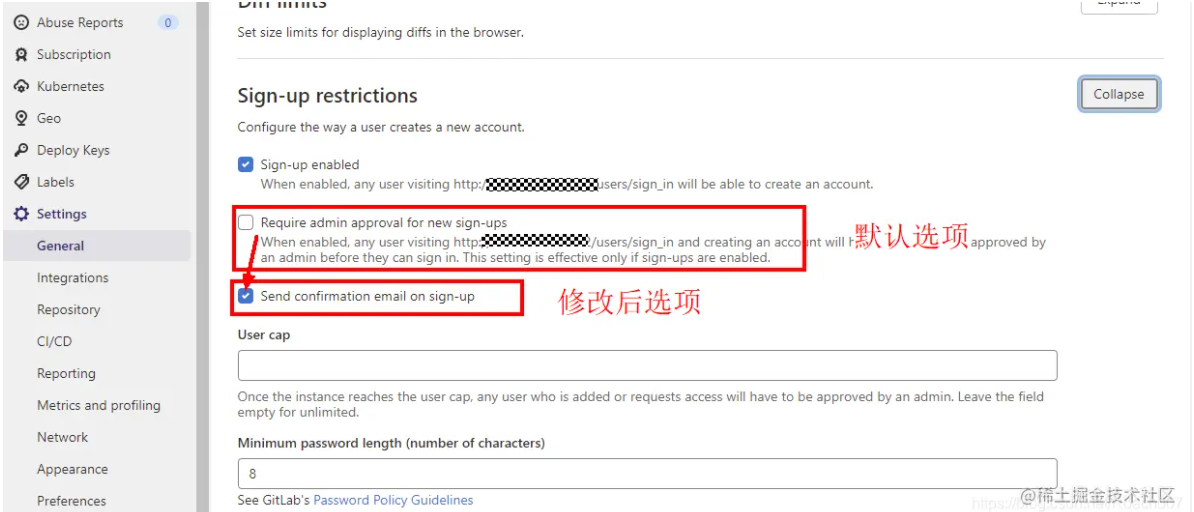 Abuse Reports 0
Subscription
Kubernetes
Geo
Deploy Keys
Labels
Settings
General
Integrations
Repository
CI/CD
Reporting
Metrics and profiling
Network
Appearance
Preferences
Diff limits
Expand
Set size limits for displaying diffs in the browser.
Sign-up restrictions
Collapse
Configure the way a user creates a new account.
Sign-up enabled
When enabled, any user visiting http:/ users/sign_in will be able to create an account.
Require admin approval for new sign-ups
When enabled, any user visiting http: 2/users/sign_in and creating an account will h approved by
an admin before they can sign in. This setting is effective only if sign-ups are enabled.
默认选项
Send confirmation email on sign-up
修改后选项
User cap
Once the instance reaches the user cap, any user who is added or requests access will have to be approved by an admin. Leave the field
empty for unlimited.
Minimum password length (number of characters)
8
See GitLab's Password Policy Guidelines
@稀土掘金技术社区